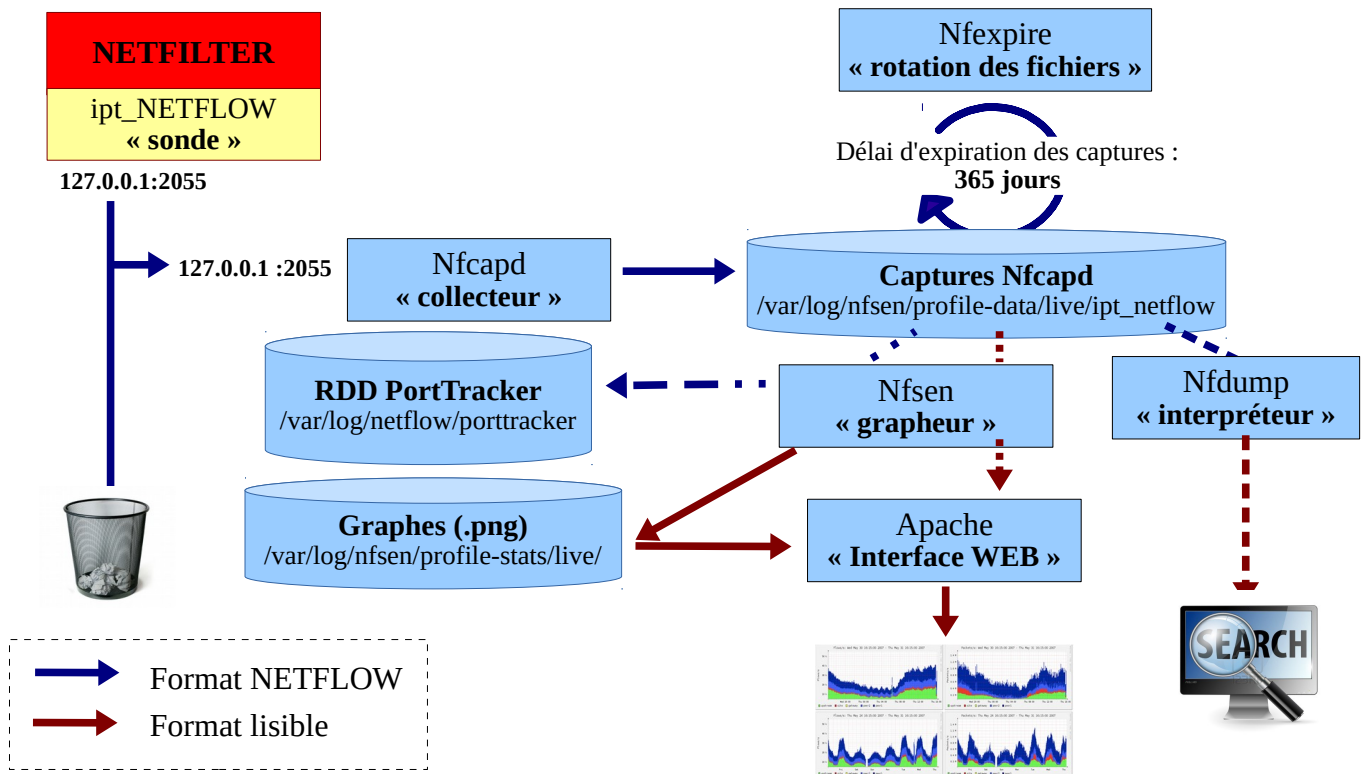 NETFILTER
ipt_NETFLOW
« sonde »
127.0.0.1:2055
Nfexpire
« rotation des fichiers »
Délai d'expiration des captures :
365 jours
127.0.0.1 :2055
Nfcapd
« collecteur »
Captures Nfcapd
/var/log/nfsen/profile-data/live/ipt_netflow
RDD PortTracker
/var/log/netflow/porttracker
Nfsen
« grapheur »
Nfdump
« interpréteur »
Graphes (.png)
/var/log/nfsen/profile-stats/live/
Apache
« Interface WEB »
SEARCH
Format NETFLOW
Format lisible